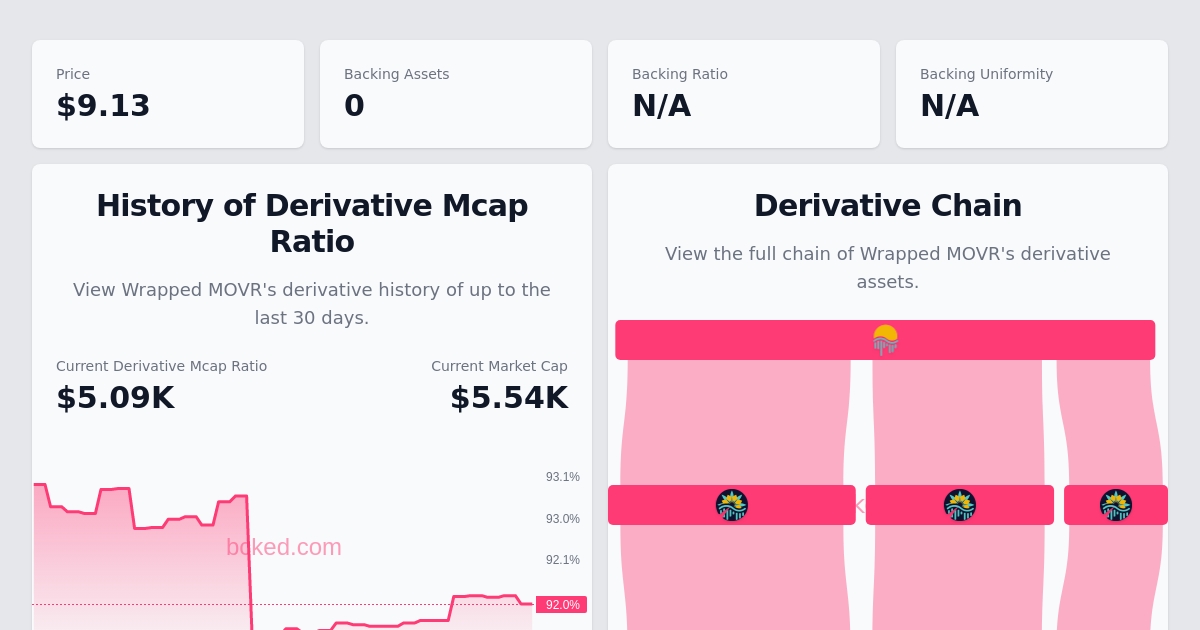 Price
$9.13
Backing Assets
0
Backing Ratio
N/A
Backing Uniformity
N/A
History of Derivative Mcap
Ratio
View Wrapped MOVR's derivative history of up to the
last 30 days.
Current Derivative Mcap Ratio
$5.09K
Current Market Cap
$5.54K
93.1%
93.0%
92.1%
92.0%
Derivative Chain
View the full chain of Wrapped MOVR's derivative
assets.